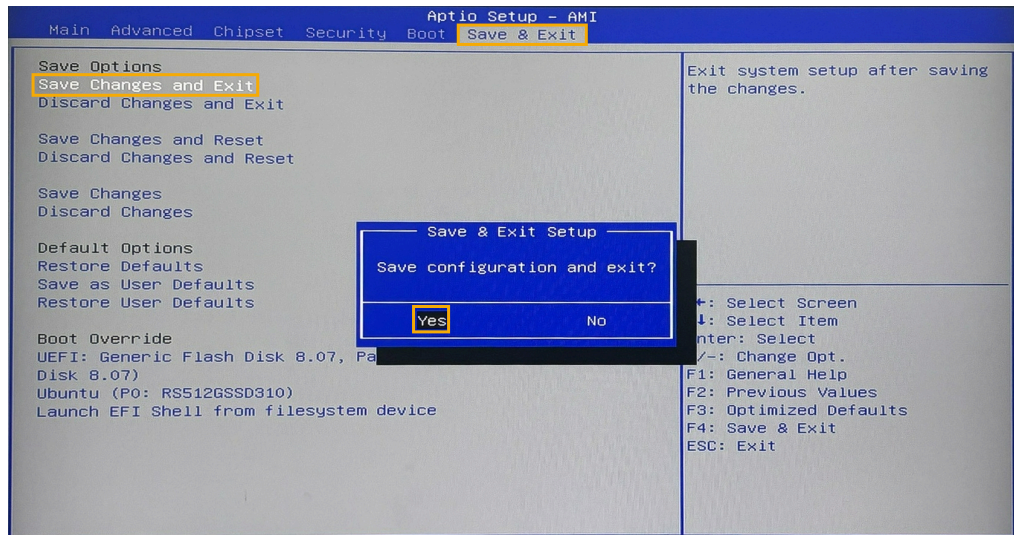 Aptio Setup – AMI
Main Advanced Chipset Security Boot Save & Exit
Save Options
Save Changes and Exit
Discard Changes and Exit
Save Changes and Reset
Discard Changes and Reset
Save Changes
Discard Changes
Default Options
Restore Defaults
Save as User Defaults
Restore User Defaults
Boot Override
UEFI: Generic Flash Disk 8.07, Pa
Disk 8.07)
Ubuntu (P0: RS512GSSD310)
Launch EFI Shell from filesystem device
Save & Exit Setup
Save configuration and exit?
Yes No
Exit system setup after saving
the changes.
←: Select Screen
↓: Select Item
nter: Select
/-: Change Opt.
F1: General Help
F2: Previous Values
F3: Optimized Defaults
F4: Save & Exit
ESC: Exit